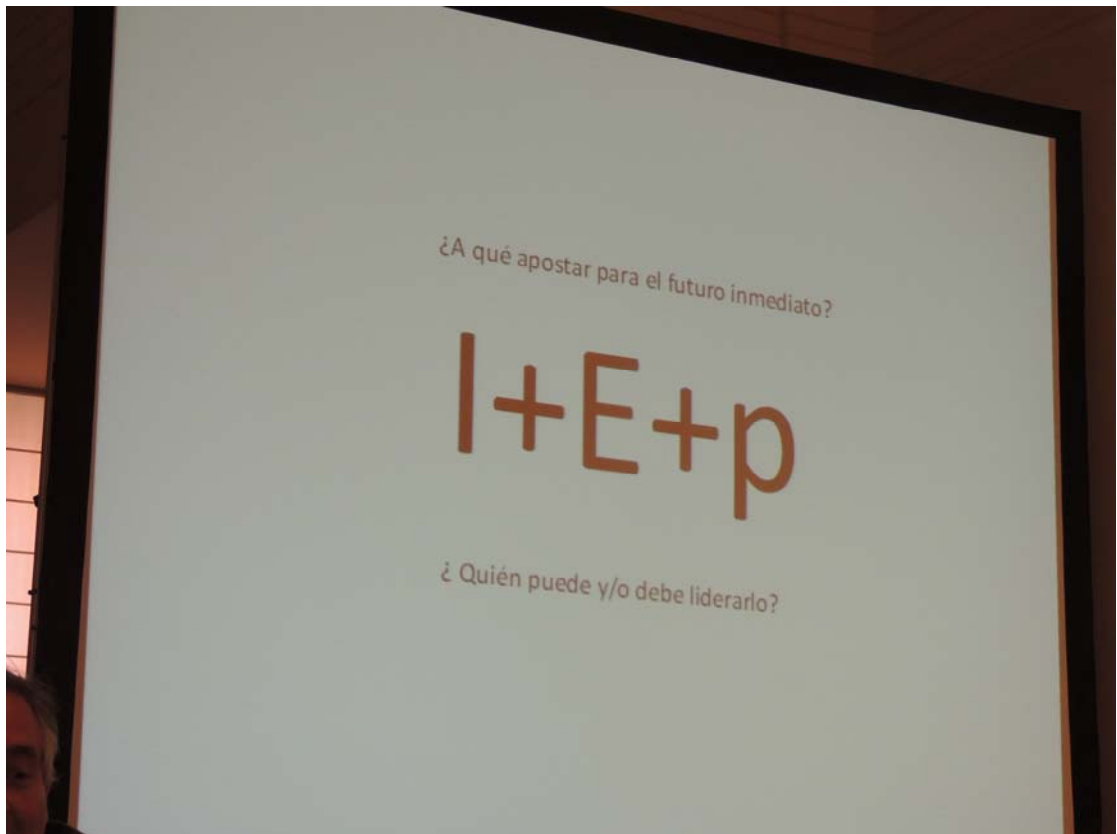 ¿A qué apostar para el futuro inmediato?
I+E+p
¿ Quién puede y/o debe liderarlo?